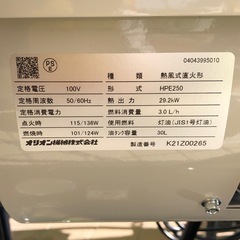 04043995010
PS E
種類 熱風式直火形
定格電圧 100V 形式 HPE250
定格周波数 50/60Hz 熱出力 29.2kW
定格消費電力 燃料消費量 3.0 L/h
点火時 115/138W 使用燃料 灯油(JIS1号灯油)
燃焼時 101/124W 油タンク容量 30L
オリオン機械株式会社 製造番号 K21Z00265